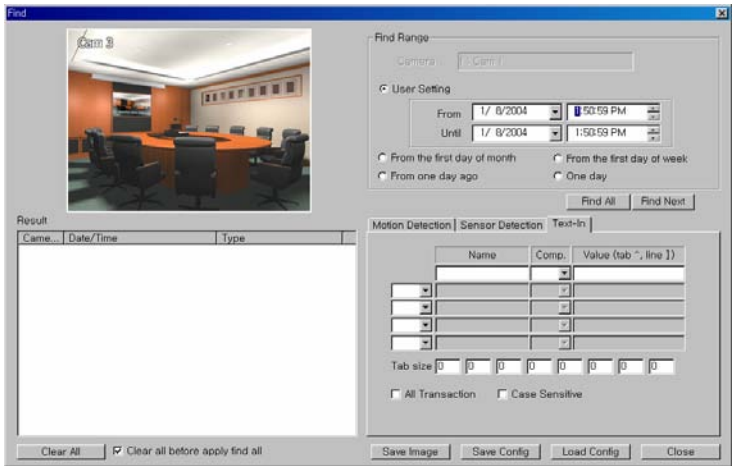 Find
Cam 3
Find Range
Camera
User Setting
From 1/ 8/2004 1:50:59 PM
Until 1/ 8/2004 1:50:59 PM
From the first day of month From the first day of week
From one day ago One day
Find All Find Next
Result
Came... Date/Time Type
Motion Detection Sensor Detection Text-In
Name Comp. Value (tab ^, line ])
Tab size 0 0 0 0 0 0 0 0
All Transaction Case Sensitive
Clear All Clear all before apply find all
Save Image Save Config Load Config Close